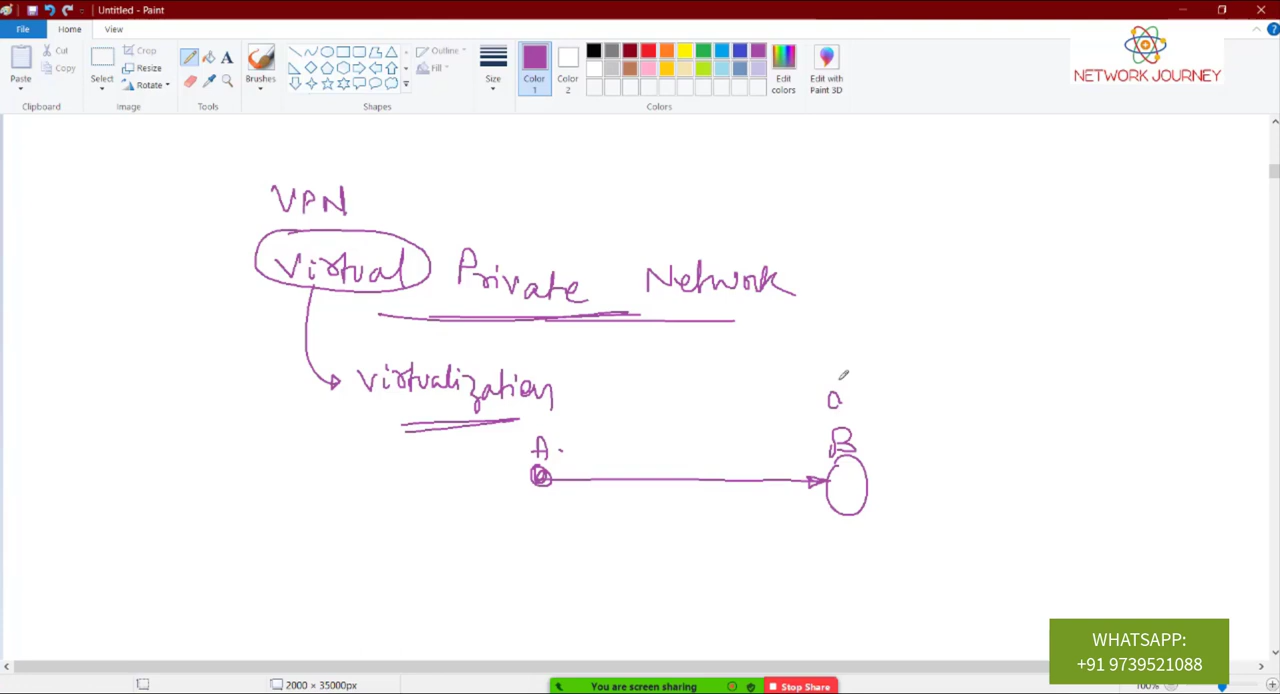 Untitled - Paint
File
Home
View
Paste
Cut
Copy
Clipboard
Select
Crop
Resize
Rotate
Image
Tools
Brushes
Shapes
Outline
Fill
Size
Color 1
Color 2
Edit colors
Edit with Paint 3D
Colors
NETWORK JOURNEY
VPN
Virtual Private Network
Virtualization
a
A.
B
WHATSAPP:
+91 9739521088
2000 × 35000px
You are screen sharing
Stop Share
100%